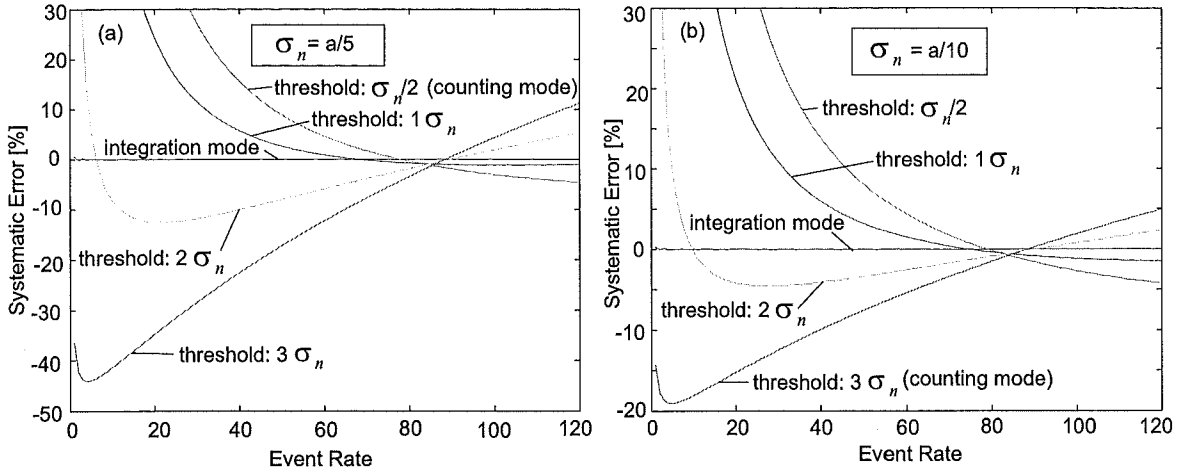 (a)
σn = a/5
threshold: σn/2 (counting mode)
threshold: 1 σn
integration mode
threshold: 2 σn
threshold: 3 σn
30
20
10
0
-10
-20
-30
-40
-50
Systematic Error [%]
0 20 40 60 80 100 120
Event Rate
(b)
σn = a/10
threshold: σn/2
threshold: 1 σn
integration mode
threshold: 2 σn
threshold: 3 σn (counting mode)
30
20
10
0
-10
-20
Systematic Error [%]
0 20 40 60 80 100 120
Event Rate